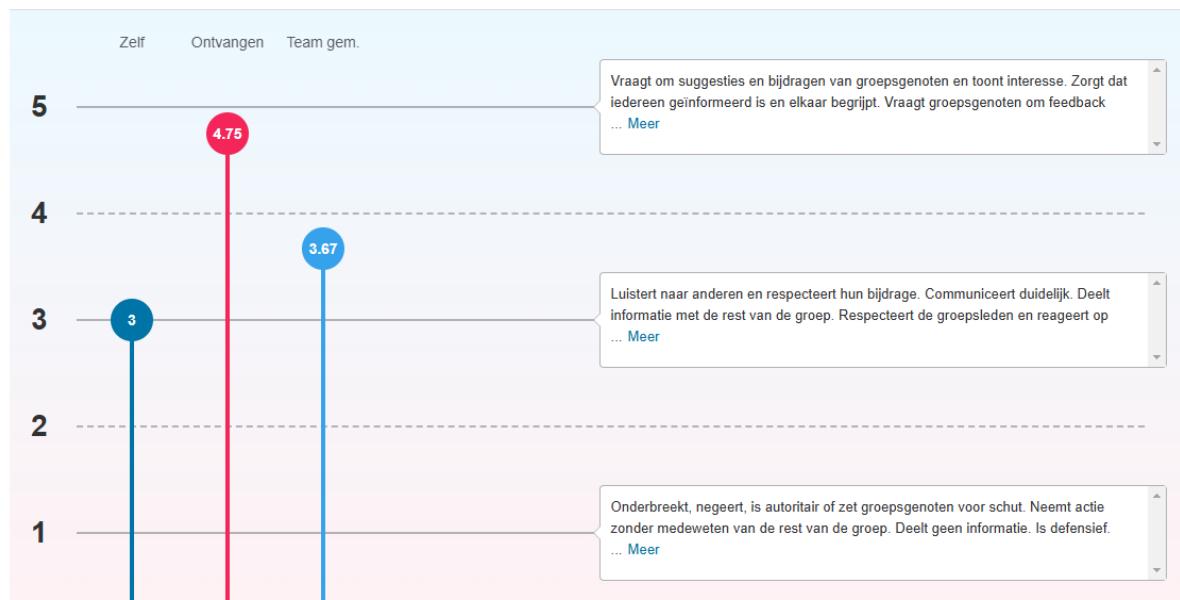 Zelf Ontvangen Team gem.
5
4.75
Vraagt om suggesties en bijdragen van groepsgenoten en toont interesse. Zorgt dat
iedereen geïnformeerd is en elkaar begrijpt. Vraagt groepsgenoten om feedback
... Meer
4
3.67
3
3
Luistert naar anderen en respecteert hun bijdrage. Communiceert duidelijk. Deelt
informatie met de rest van de groep. Respecteert de groepsleden en reageert op
... Meer
2
1
Onderbreekt, negeert, is autoritair of zet groepsgenoten voor schut. Neemt actie
zonder medeweten van de rest van de groep. Deelt geen informatie. Is defensief.
... Meer